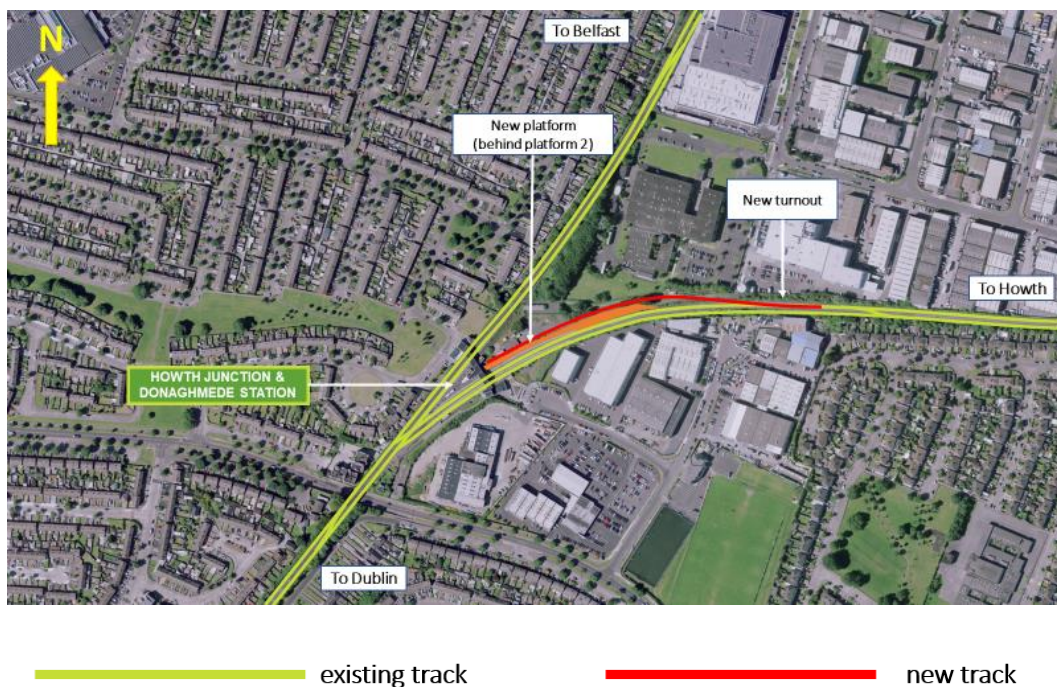 N
To Belfast
New platform
(behind platform 2)
New turnout
To Howth
HOWTH JUNCTION &
DONAGHMEDE STATION
To Dublin
existing track
new track